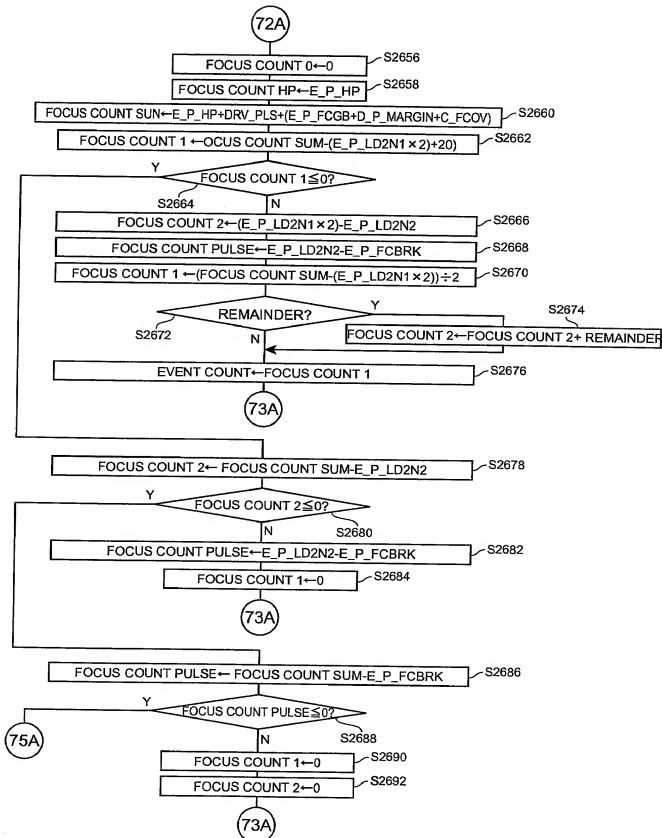 72A
FOCUS COUNT 0←0
S2656
FOCUS COUNT HP←E_P_HP
S2658
FOCUS COUNT SUN←E_P_HP+DRV_PLS+(E_P_FCGB+D_P_MARGIN+C_FCOV)
S2660
FOCUS COUNT 1 ←OCUS COUNT SUM-(E_P_LD2N1×2)+20)
S2662
Y
FOCUS COUNT 1≦0?
S2664
N
FOCUS COUNT 2←(E_P_LD2N1×2)-E_P_LD2N2
S2666
FOCUS COUNT PULSE←E_P_LD2N2-E_P_FCBRK
S2668
FOCUS COUNT 1 ←(FOCUS COUNT SUM-(E_P_LD2N1×2))÷2
S2670
REMAINDER?
Y
S2674
S2672
N
FOCUS COUNT 2←FOCUS COUNT 2+ REMAINDER
EVENT COUNT←FOCUS COUNT 1
S2676
73A
FOCUS COUNT 2← FOCUS COUNT SUM-E_P_LD2N2
S2678
Y
FOCUS COUNT 2≦0?
S2680
N
FOCUS COUNT PULSE←E_P_LD2N2-E_P_FCBRK
S2682
FOCUS COUNT 1←0
S2684
73A
FOCUS COUNT PULSE← FOCUS COUNT SUM-E_P_FCBRK
S2686
Y
FOCUS COUNT PULSE≦0?
S2688
75A
N
FOCUS COUNT 1←0
S2690
FOCUS COUNT 2←0
S2692
73A